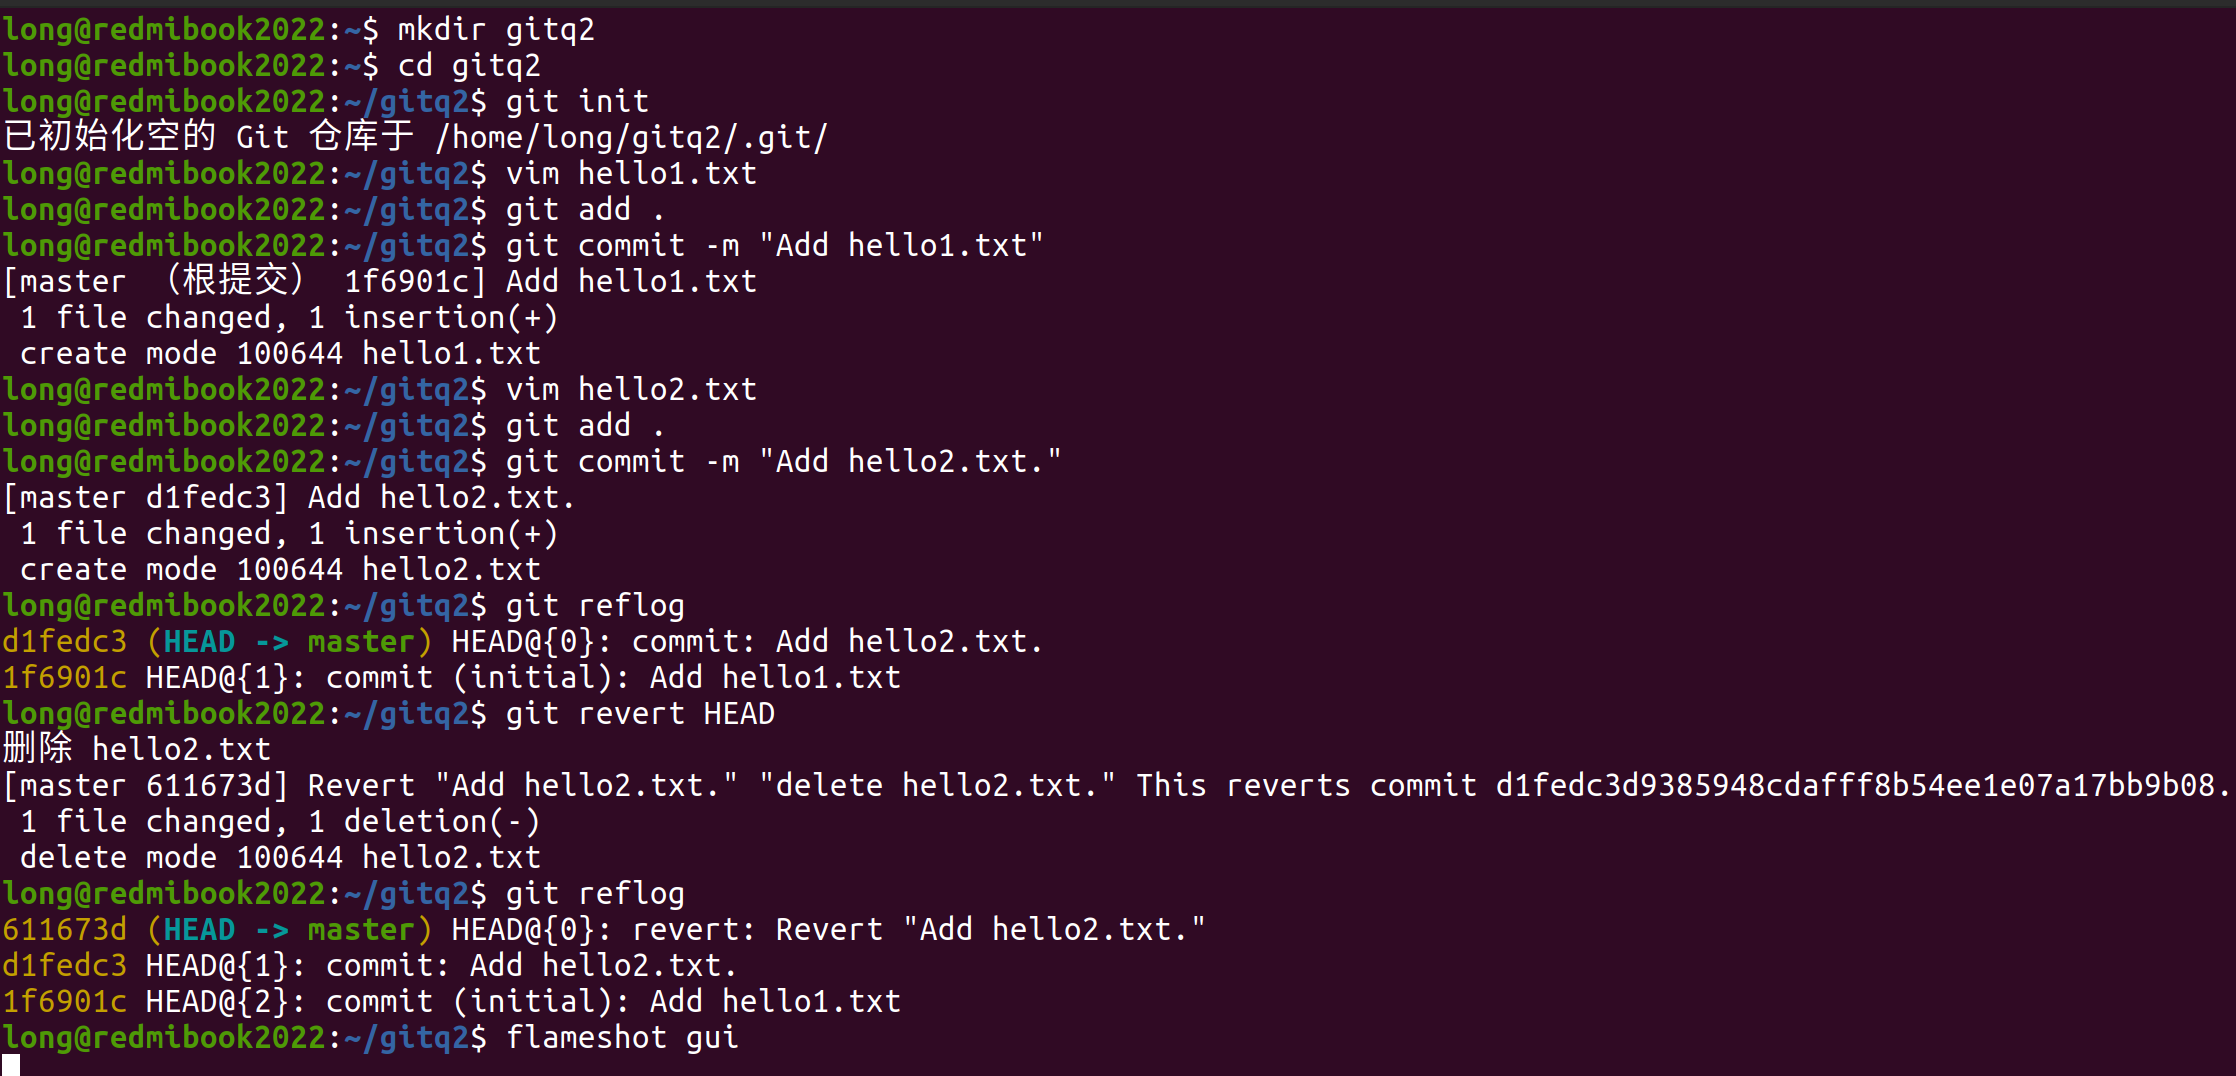 long@redmibook2022:~$ mkdir gitq2
long@redmibook2022:~$ cd gitq2
long@redmibook2022:~/gitq2$ git init
已初始化空的 Git 仓库于 /home/long/gitq2/.git/
long@redmibook2022:~/gitq2$ vim hello1.txt
long@redmibook2022:~/gitq2$ git add .
long@redmibook2022:~/gitq2$ git commit -m "Add hello1.txt"
[master （根提交） 1f6901c] Add hello1.txt
 1 file changed, 1 insertion(+)
 create mode 100644 hello1.txt
long@redmibook2022:~/gitq2$ vim hello2.txt
long@redmibook2022:~/gitq2$ git add .
long@redmibook2022:~/gitq2$ git commit -m "Add hello2.txt."
[master d1fedc3] Add hello2.txt.
 1 file changed, 1 insertion(+)
 create mode 100644 hello2.txt
long@redmibook2022:~/gitq2$ git reflog
d1fedc3 (HEAD -> master) HEAD@{0}: commit: Add hello2.txt.
1f6901c HEAD@{1}: commit (initial): Add hello1.txt
long@redmibook2022:~/gitq2$ git revert HEAD
删除 hello2.txt
[master 611673d] Revert "Add hello2.txt." "delete hello2.txt." This reverts commit d1fedc3d9385948cdafff8b54ee1e07a17bb9b08.
 1 file changed, 1 deletion(-)
 delete mode 100644 hello2.txt
long@redmibook2022:~/gitq2$ git reflog
611673d (HEAD -> master) HEAD@{0}: revert: Revert "Add hello2.txt."
d1fedc3 HEAD@{1}: commit: Add hello2.txt.
1f6901c HEAD@{2}: commit (initial): Add hello1.txt
long@redmibook2022:~/gitq2$ flameshot gui